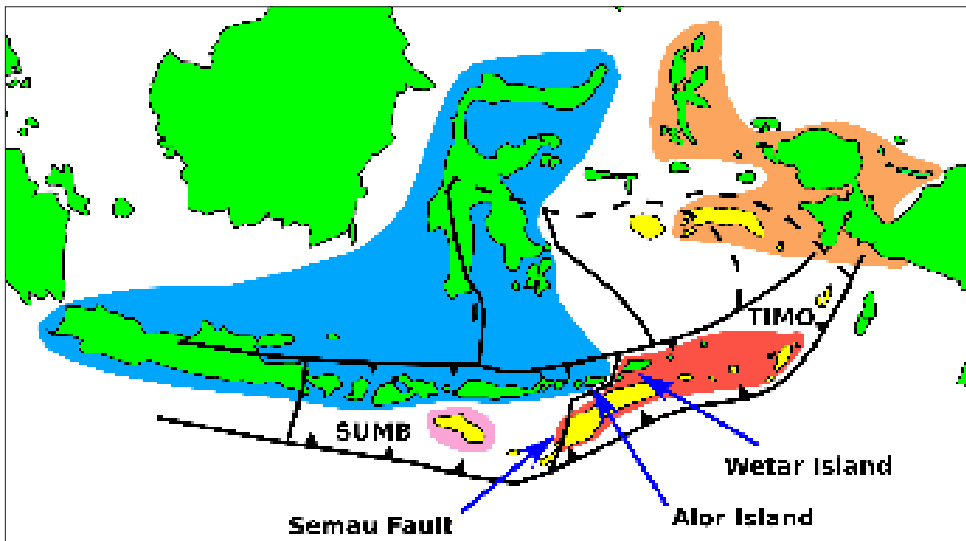 TIMO
SUMB
Wetar Island
Alor Island
Semau Fault